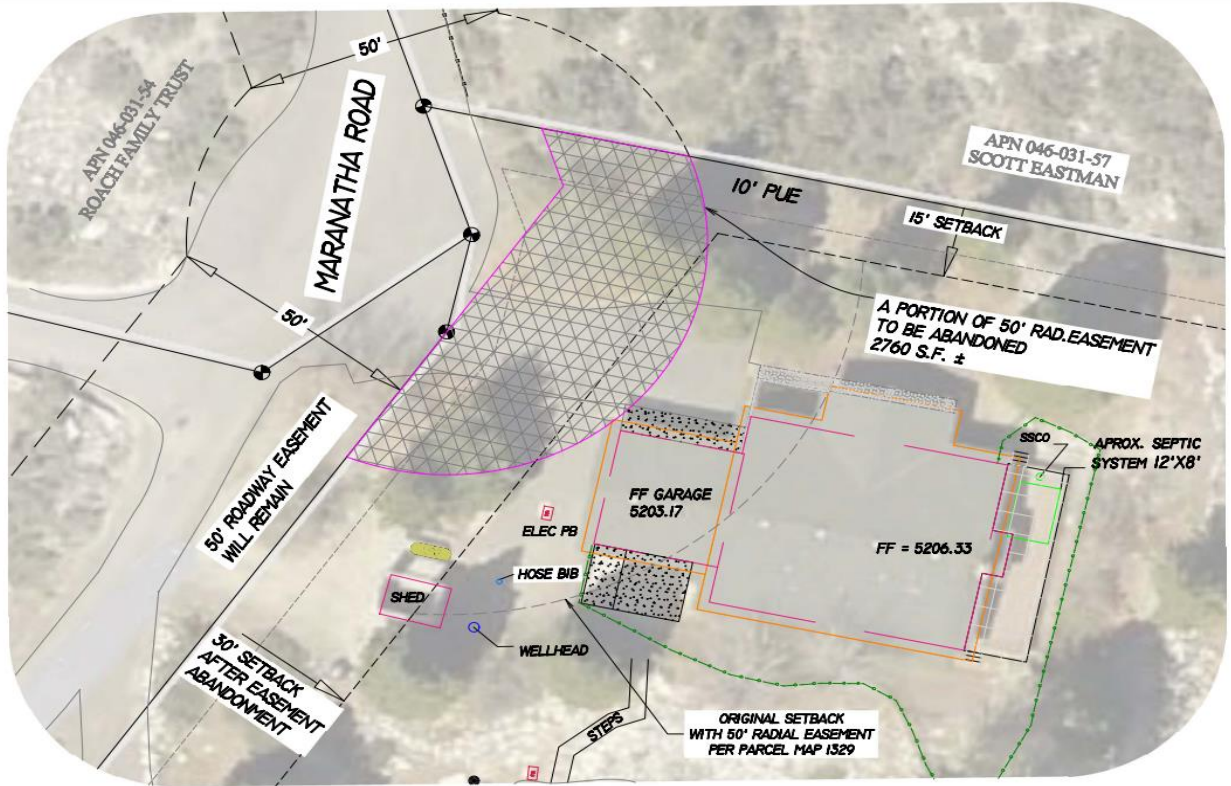 50'
APN 046-031-54
ROACH FAMILY TRUST
MARANATHA ROAD
APN 046-031-57
SCOTT EASTMAN
10' PUE
15' SETBACK
50'
A PORTION OF 50' RAD. EASEMENT
TO BE ABANDONED
2760 S.F. ±
50' ROADWAY EASEMENT
WILL REMAIN
SSCO
APROX. SEPTIC
SYSTEM 12'X8'
FF GARAGE
5203.17
ELEC PB
FF = 5206.33
HOSE BIB
SHED
WELLHEAD
30' SETBACK
AFTER EASEMENT
ABANDONMENT
STEPS
ORIGINAL SETBACK
WITH 50' RADIAL EASEMENT
PER PARCEL MAP 1329